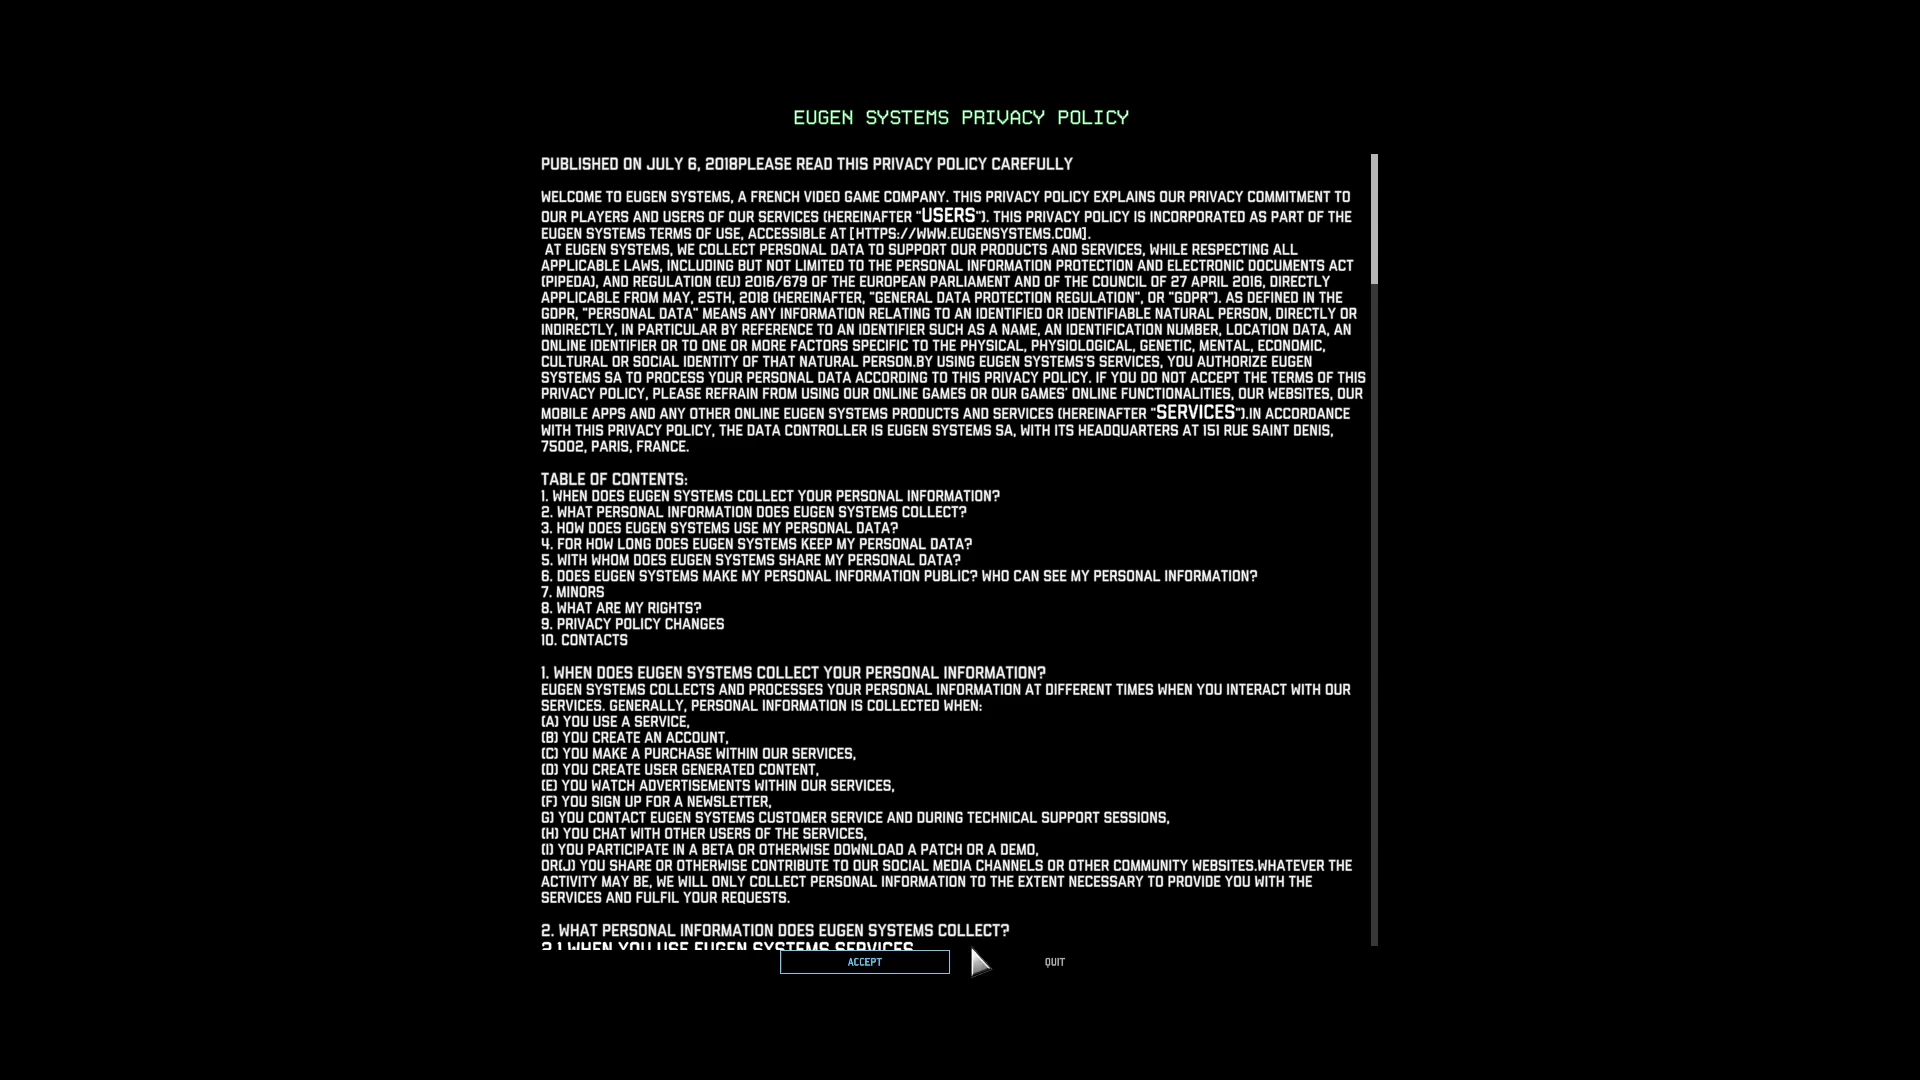 EUGEN SYSTEMS PRIVACY POLICY
PUBLISHED ON JULY 6, 2018PLEASE READ THIS PRIVACY POLICY CAREFULLY
WELCOME TO EUGEN SYSTEMS, A FRENCH VIDEO GAME COMPANY. THIS PRIVACY POLICY EXPLAINS OUR PRIVACY COMMITMENT TO
OUR PLAYERS AND USERS OF OUR SERVICES (HEREINAFTER "USERS"). THIS PRIVACY POLICY IS INCORPORATED AS PART OF THE
EUGEN SYSTEMS TERMS OF USE, ACCESSIBLE AT [HTTPS://WWW.EUGENSYSTEMS.COM].
AT EUGEN SYSTEMS, WE COLLECT PERSONAL DATA TO SUPPORT OUR PRODUCTS AND SERVICES, WHILE RESPECTING ALL
APPLICABLE LAWS, INCLUDING BUT NOT LIMITED TO THE PERSONAL INFORMATION PROTECTION AND ELECTRONIC DOCUMENTS ACT
(PIPEDA), AND REGULATION (EU) 2016/679 OF THE EUROPEAN PARLIAMENT AND OF THE COUNCIL OF 27 APRIL 2016, DIRECTLY
APPLICABLE FROM MAY, 25TH, 2018 (HEREINAFTER, "GENERAL DATA PROTECTION REGULATION", OR "GDPR"). AS DEFINED IN THE
GDPR, "PERSONAL DATA" MEANS ANY INFORMATION RELATING TO AN IDENTIFIED OR IDENTIFIABLE NATURAL PERSON, DIRECTLY OR
INDIRECTLY, IN PARTICULAR BY REFERENCE TO AN IDENTIFIER SUCH AS A NAME, AN IDENTIFICATION NUMBER, LOCATION DATA, AN
ONLINE IDENTIFIER OR TO ONE OR MORE FACTORS SPECIFIC TO THE PHYSICAL, PHYSIOLOGICAL, GENETIC, MENTAL, ECONOMIC,
CULTURAL OR SOCIAL IDENTITY OF THAT NATURAL PERSON.BY USING EUGEN SYSTEMS'S SERVICES, YOU AUTHORIZE EUGEN
SYSTEMS SA TO PROCESS YOUR PERSONAL DATA ACCORDING TO THIS PRIVACY POLICY. IF YOU DO NOT ACCEPT THE TERMS OF THIS
PRIVACY POLICY, PLEASE REFRAIN FROM USING OUR ONLINE GAMES OR OUR GAMES' ONLINE FUNCTIONALITIES, OUR WEBSITES, OUR
MOBILE APPS AND ANY OTHER ONLINE EUGEN SYSTEMS PRODUCTS AND SERVICES (HEREINAFTER "SERVICES").IN ACCORDANCE
WITH THIS PRIVACY POLICY, THE DATA CONTROLLER IS EUGEN SYSTEMS SA, WITH ITS HEADQUARTERS AT 151 RUE SAINT DENIS,
75002, PARIS, FRANCE.
TABLE OF CONTENTS:
1. WHEN DOES EUGEN SYSTEMS COLLECT YOUR PERSONAL INFORMATION?
2. WHAT PERSONAL INFORMATION DOES EUGEN SYSTEMS COLLECT?
3. HOW DOES EUGEN SYSTEMS USE MY PERSONAL DATA?
4. FOR HOW LONG DOES EUGEN SYSTEMS KEEP MY PERSONAL DATA?
5. WITH WHOM DOES EUGEN SYSTEMS SHARE MY PERSONAL DATA?
6. DOES EUGEN SYSTEMS MAKE MY PERSONAL INFORMATION PUBLIC? WHO CAN SEE MY PERSONAL INFORMATION?
7. MINORS
8. WHAT ARE MY RIGHTS?
9. PRIVACY POLICY CHANGES
10. CONTACTS
1. WHEN DOES EUGEN SYSTEMS COLLECT YOUR PERSONAL INFORMATION?
EUGEN SYSTEMS COLLECTS AND PROCESSES YOUR PERSONAL INFORMATION AT DIFFERENT TIMES WHEN YOU INTERACT WITH OUR
SERVICES. GENERALLY, PERSONAL INFORMATION IS COLLECTED WHEN:
(A) YOU USE A SERVICE,
(B) YOU CREATE AN ACCOUNT,
(C) YOU MAKE A PURCHASE WITHIN OUR SERVICES,
(D) YOU CREATE USER GENERATED CONTENT,
(E) YOU WATCH ADVERTISEMENTS WITHIN OUR SERVICES,
(F) YOU SIGN UP FOR A NEWSLETTER,
G) YOU CONTACT EUGEN SYSTEMS CUSTOMER SERVICE AND DURING TECHNICAL SUPPORT SESSIONS,
(H) YOU CHAT WITH OTHER USERS OF THE SERVICES,
(I) YOU PARTICIPATE IN A BETA OR OTHERWISE DOWNLOAD A PATCH OR A DEMO,
OR(J) YOU SHARE OR OTHERWISE CONTRIBUTE TO OUR SOCIAL MEDIA CHANNELS OR OTHER COMMUNITY WEBSITES.WHATEVER THE
ACTIVITY MAY BE, WE WILL ONLY COLLECT PERSONAL INFORMATION TO THE EXTENT NECESSARY TO PROVIDE YOU WITH THE
SERVICES AND FULFIL YOUR REQUESTS.
2. WHAT PERSONAL INFORMATION DOES EUGEN SYSTEMS COLLECT?
2.1 WHEN YOU USE EUGEN SYSTEMS SERVICES
ACCEPT
QUIT